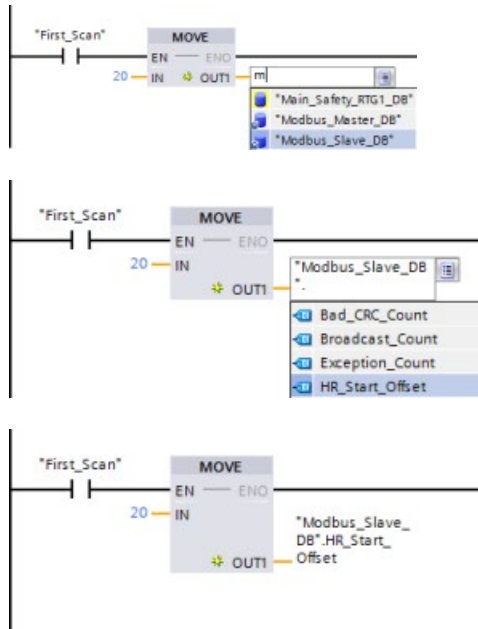 "First_Scan"
MOVE
EN
ENO
20
IN
OUT1
m
"Main_Safety_RTG1_DB"
"Modbus_Master_DB"
"Modbus_Slave_DB"
"First_Scan"
MOVE
EN
ENO
20
IN
OUT1
"Modbus_Slave_DB
".
Bad_CRC_Count
Broadcast_Count
Exception_Count
HR_Start_Offset
"First_Scan"
MOVE
EN
ENO
20
IN
OUT1
"Modbus_Slave_
DB".HR_Start_
Offset